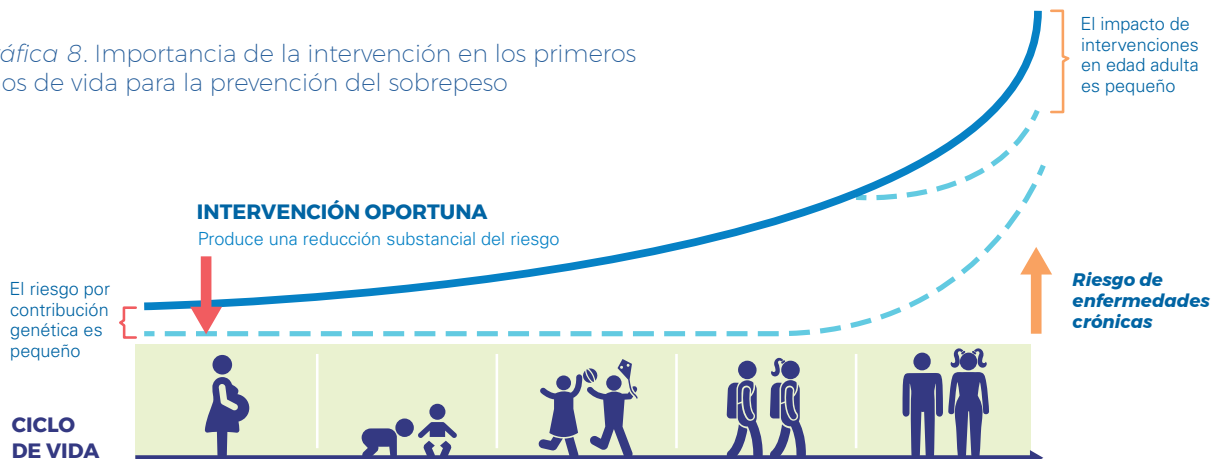 áfica 8. Importancia de la intervención en los primeros
os de vida para la prevención del sobrepeso
El impacto de
intervenciones
en edad adulta
es pequeño
INTERVENCIÓN OPORTUNA
Produce una reducción substancial del riesgo
El riesgo por
contribución
genética es
pequeño
Riesgo de
enfermedades
crónicas
CICLO
DE VIDA